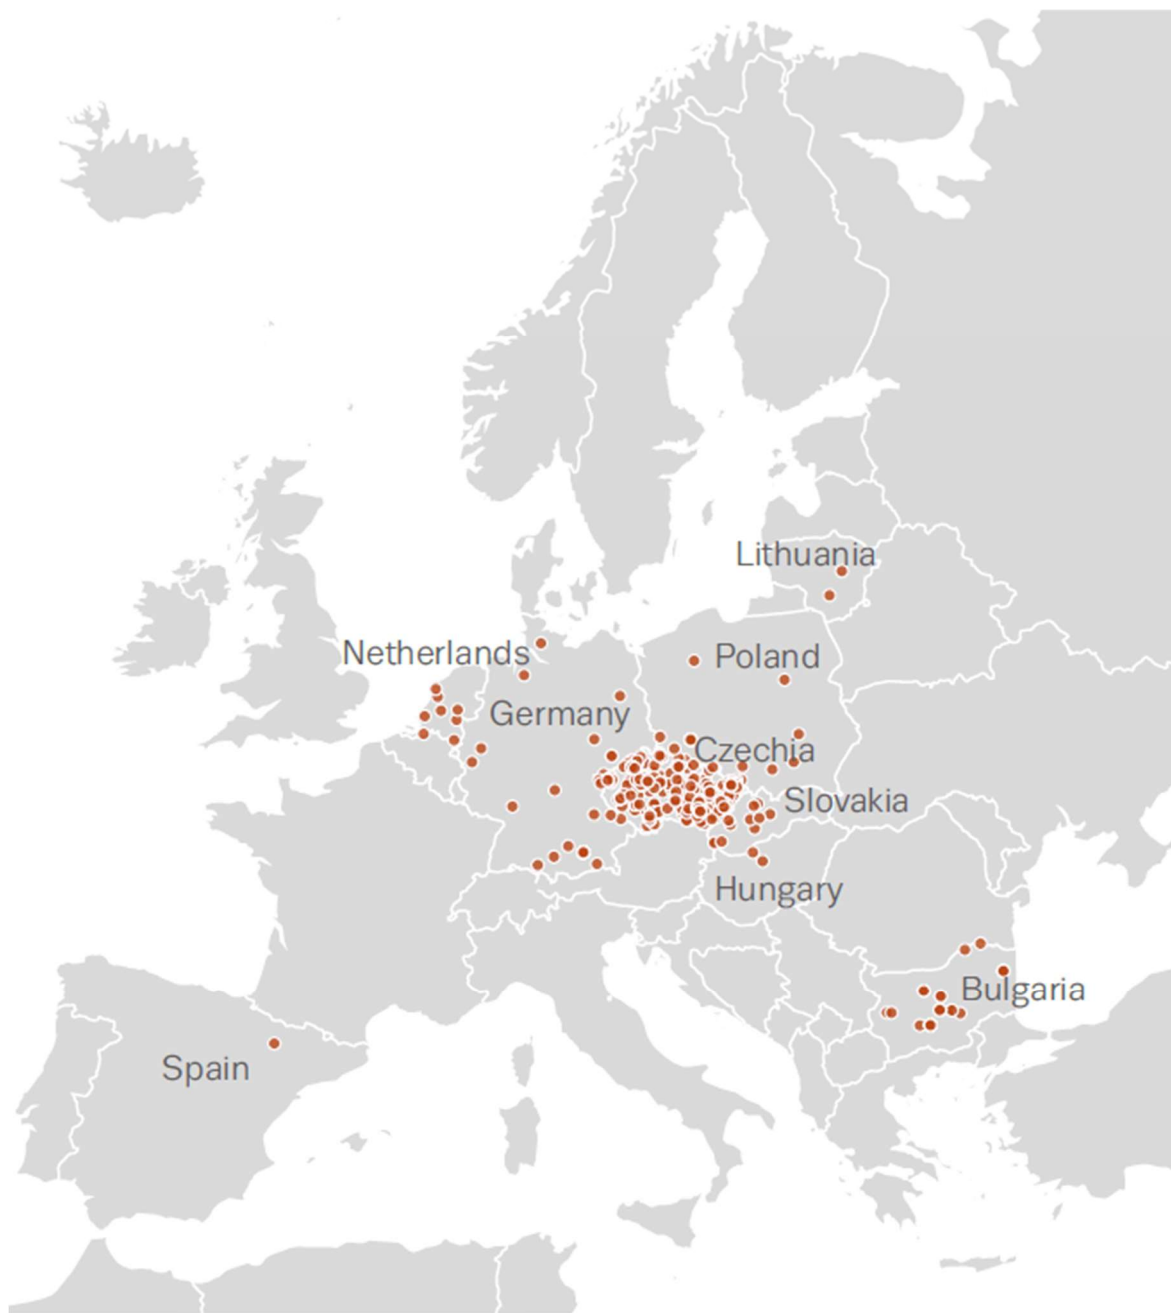 Lithuania
Netherlands
Poland
Germany
Czechia
Slovakia
Hungary
Bulgaria
Spain